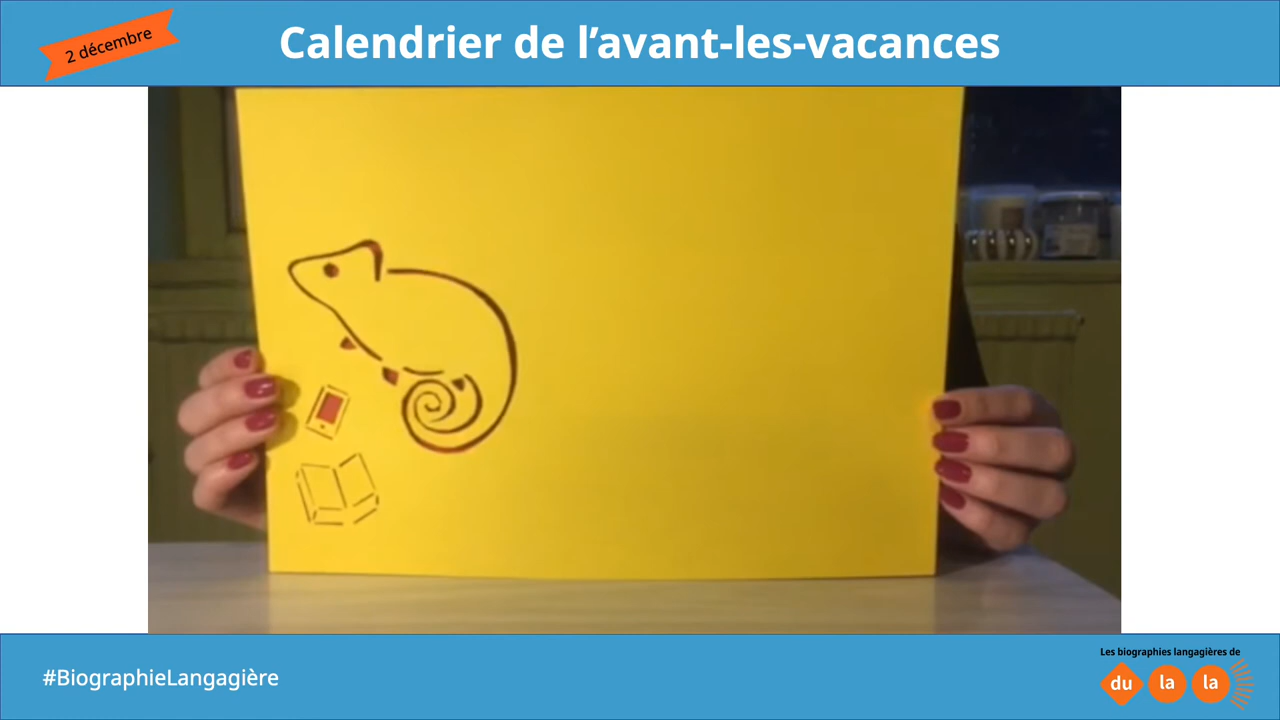 2 décembre
Calendrier de l'avant-les-vacances
#BiographieLangagière
Les biographies langagières de
du la la